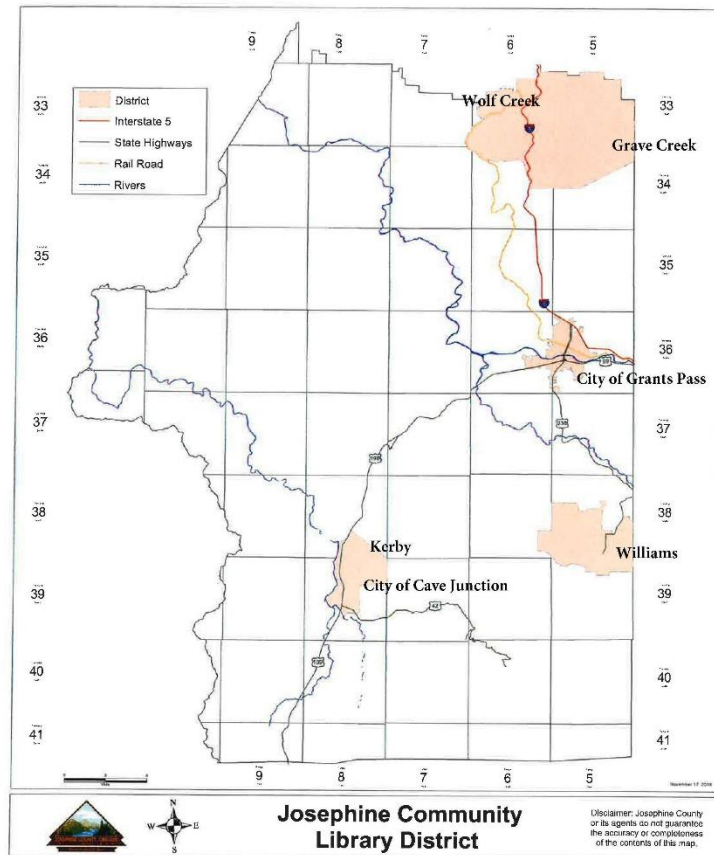 9
8
7
6
5
33
34
35
36
37
38
39
40
41
District
Interstate 5
State Highways
Rail Road
Rivers
Wolf Creek
Grave Creek
City of Grants Pass
238
199
Kerby
City of Cave Junction
Williams
33
34
35
36
37
38
39
40
41
9
8
7
6
5
N
W
E
S
Josephine Community
Library District
Disclaimer: Josephine County
or its agents do not guarantee
the accuracy or completeness
of the contents of this map.